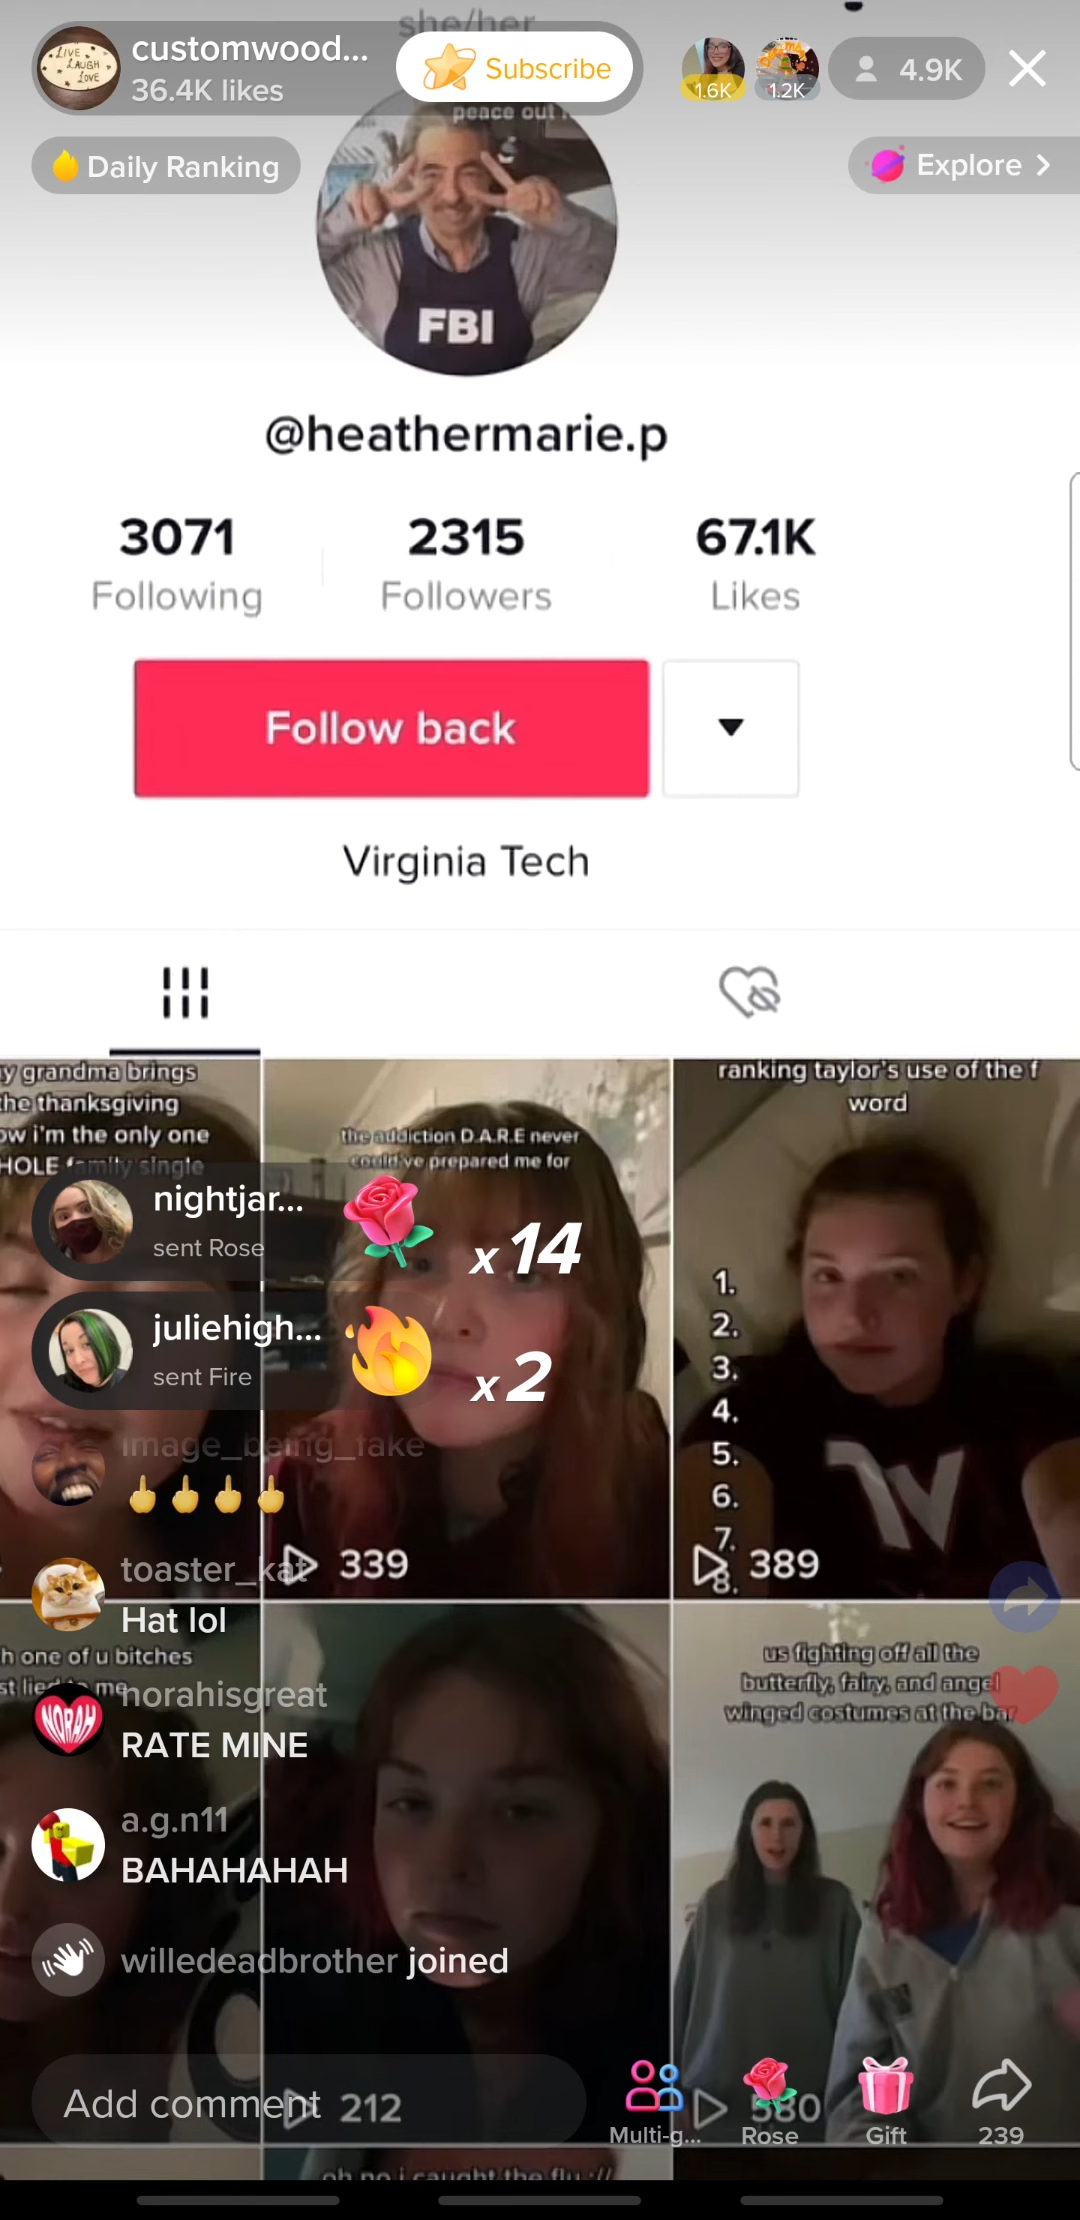 she/her
customwood...
36.4K likes
Subscribe
1.6K
1.2K
4.9K
LIVE
LAUGH
LOVE
peace out
Daily Ranking
Explore
FBI
@heathermarie.p
3071
2315
67.1K
Following
Followers
Likes
Follow back
Virginia Tech
y grandma brings
the thanksgiving
ow i'm the only one
HOLE family single
the addiction D.A.R.E never
could've prepared me for
ranking taylor's use of the f
word
1.
2.
3.
4.
5.
6.
7.
8.
nightjar...
sent Rose
x 14
juliehigh...
sent Fire
x 2
image_being_fake
🖕🖕🖕🖕
toaster_kat
Hat lol
339
389
h one of u bitches
st lied to me
norahisgreat
NORAH
RATE MINE
us fighting off all the
butterfly, fairy, and angel
winged costumes at the bar
a.g.n11
BAHAHAHAH
willedeadbrother joined
Add comment
212
580
Multi-g...
Rose
Gift
239
oh no i caught the flu ://